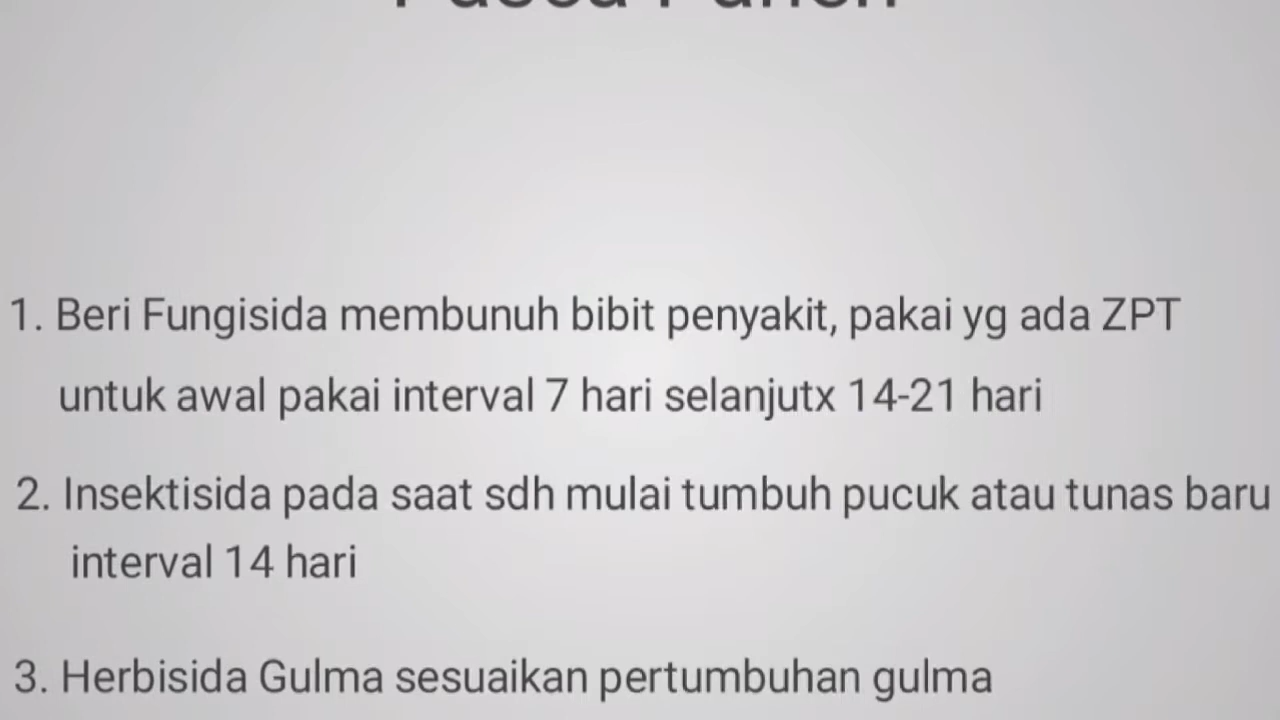 1. Beri Fungisida membunuh bibit penyakit, pakai yg ada ZPT
untuk awal pakai interval 7 hari selanjutx 14-21 hari
2. Insektisida pada saat sdh mulai tumbuh pucuk atau tunas baru
interval 14 hari
3. Herbisida Gulma sesuaikan pertumbuhan gulma